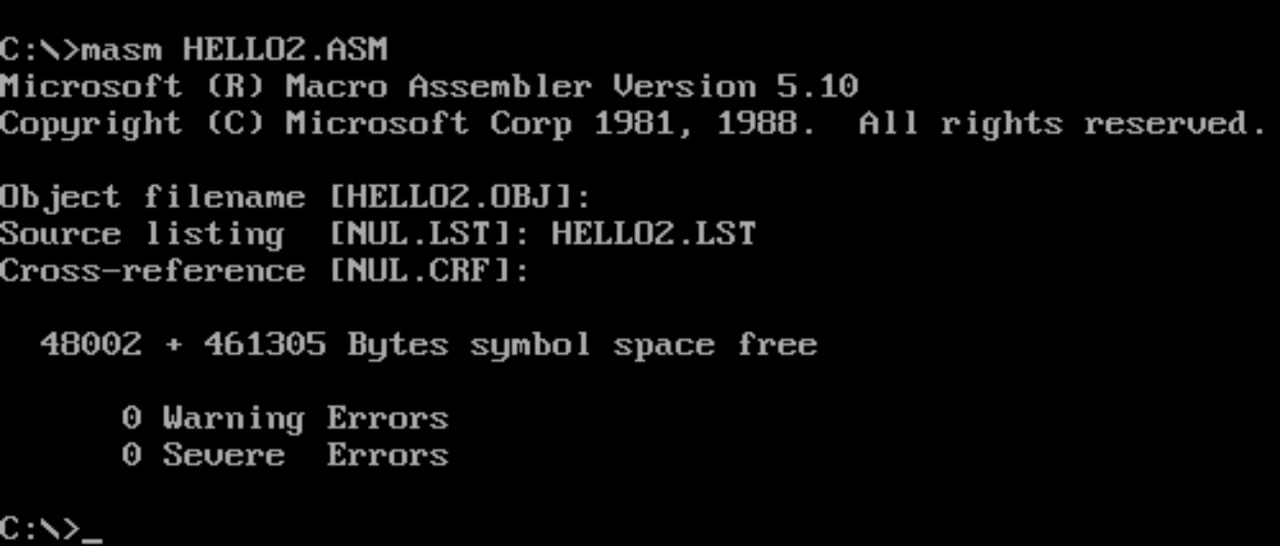 C:\>masm HELLO2.ASM
Microsoft (R) Macro Assembler Version 5.10
Copyright (C) Microsoft Corp 1981, 1988.  All rights reserved.
Object filename [HELLO2.OBJ]:
Source listing  [NUL.LST]: HELLO2.LST
Cross-reference [NUL.CRF]:
  48002 + 461305 Bytes symbol space free
      0 Warning Errors
      0 Severe  Errors
C:\>_